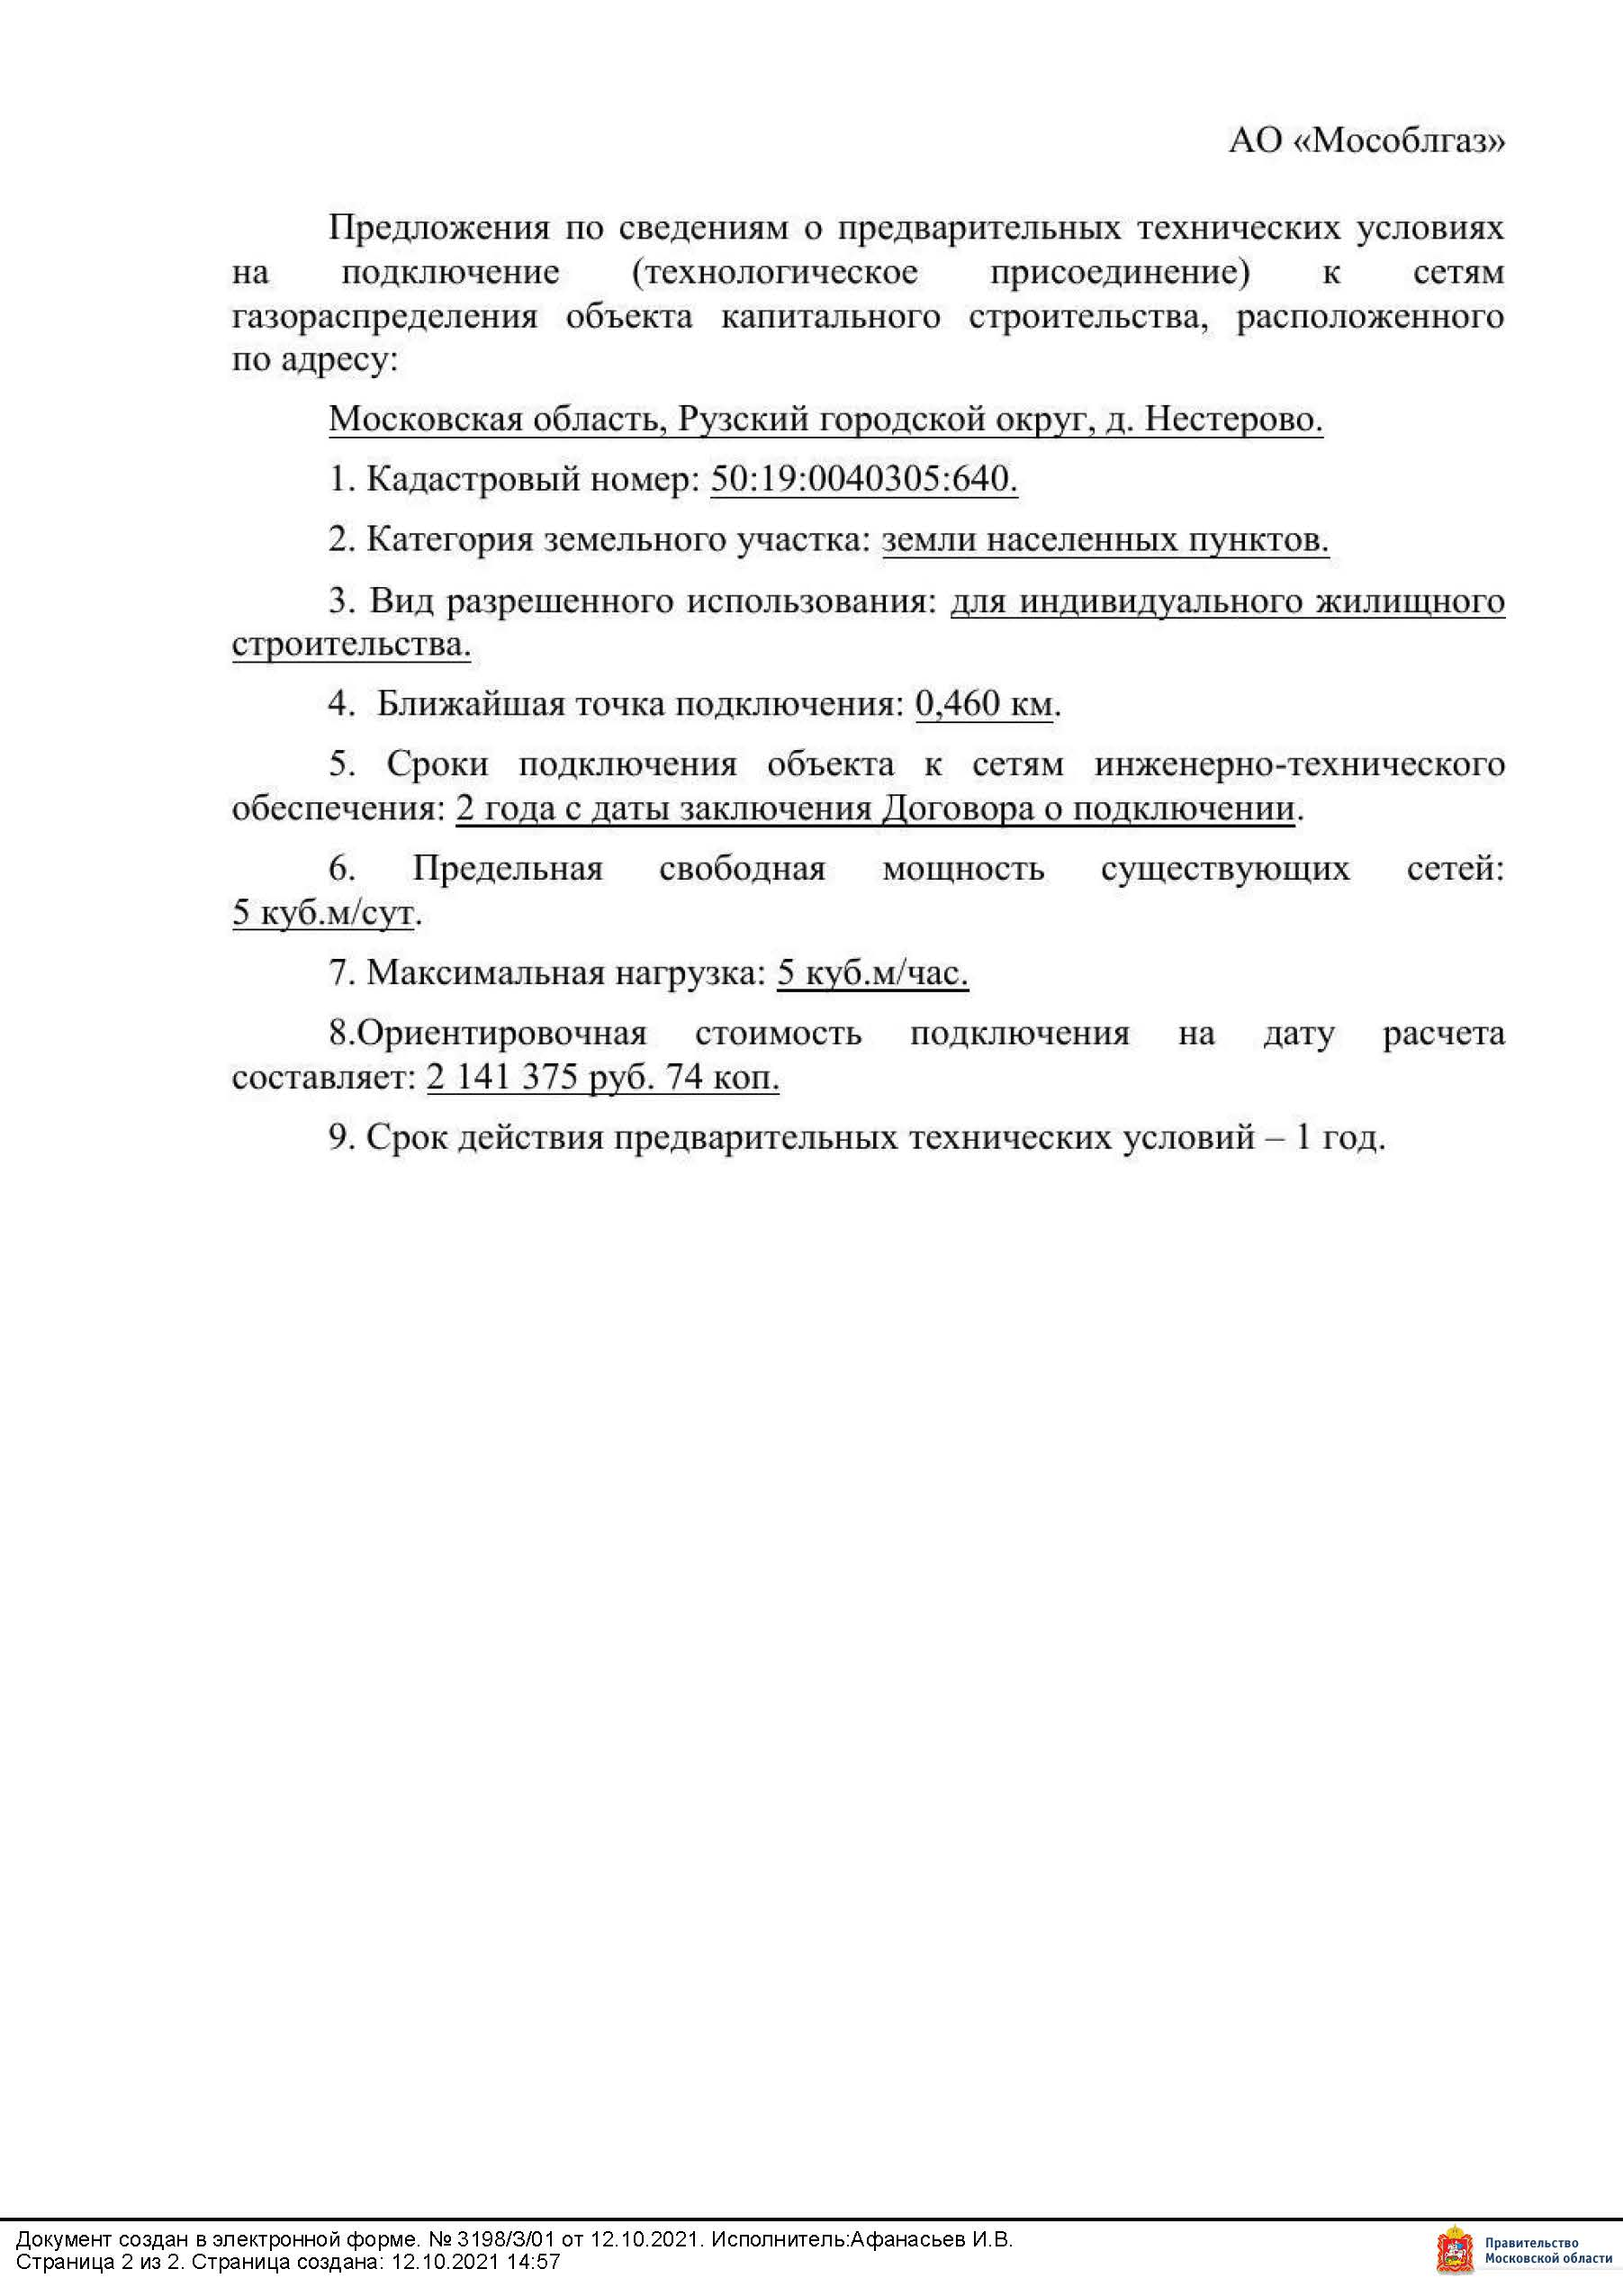 АО «Мособлгаз»
Предложения по сведениям о предварительных технических условиях
на подключение (технологическое присоединение) к сетям
газораспределения объекта капитального строительства, расположенного
по адресу:
Московская область, Рузский городской округ, д. Нестерово.
1. Кадастровый номер: 50:19:0040305:640.
2. Категория земельного участка: земли населенных пунктов.
3. Вид разрешенного использования: для индивидуального жилищного
строительства.
4. Ближайшая точка подключения: 0,460 км.
5. Сроки подключения объекта к сетям инженерно-технического
обеспечения: 2 года с даты заключения Договора о подключении.
6. Предельная свободная мощность существующих сетей:
5 куб.м/сут.
7. Максимальная нагрузка: 5 куб.м/час.
8.Ориентировочная стоимость подключения на дату расчета
составляет: 2 141 375 руб. 74 коп.
9. Срок действия предварительных технических условий – 1 год.
Документ создан в электронной форме. № 3198/3/01 от 12.10.2021. Исполнитель:Афанасьев И.В.
Страница 2 из 2. Страница создана: 12.10.2021 14:57
Правительство
Московской области